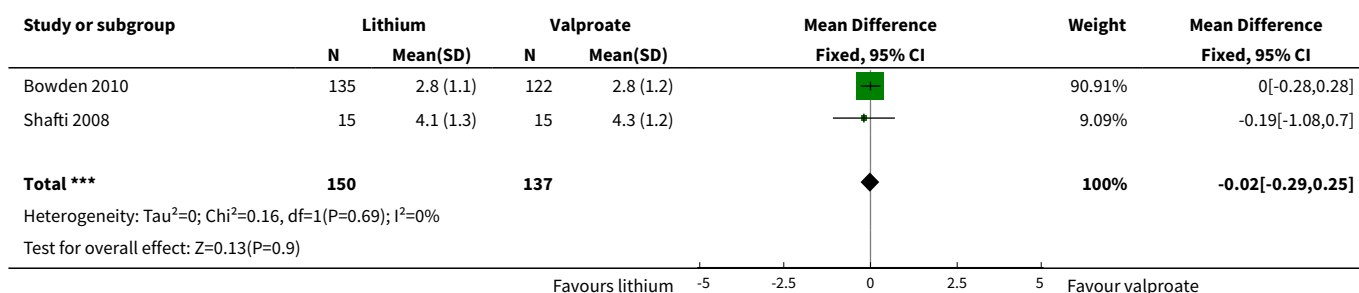 Study or subgroup Lithium Valproate Mean Difference Weight Mean Difference
N Mean(SD) N Mean(SD) Fixed, 95% CI Fixed, 95% CI
Bowden 2010 135 2.8 (1.1) 122 2.8 (1.2) 90.91% 0[-0.28,0.28]
Shafti 2008 15 4.1 (1.3) 15 4.3 (1.2) 9.09% -0.19[-1.08,0.7]
Total *** 150 137 100% -0.02[-0.29,0.25]
Heterogeneity: Tau²=0; Chi²=0.16, df=1(P=0.69); I²=0%
Test for overall effect: Z=0.13(P=0.9)
Favours lithium -5 -2.5 0 2.5 5 Favour valproate